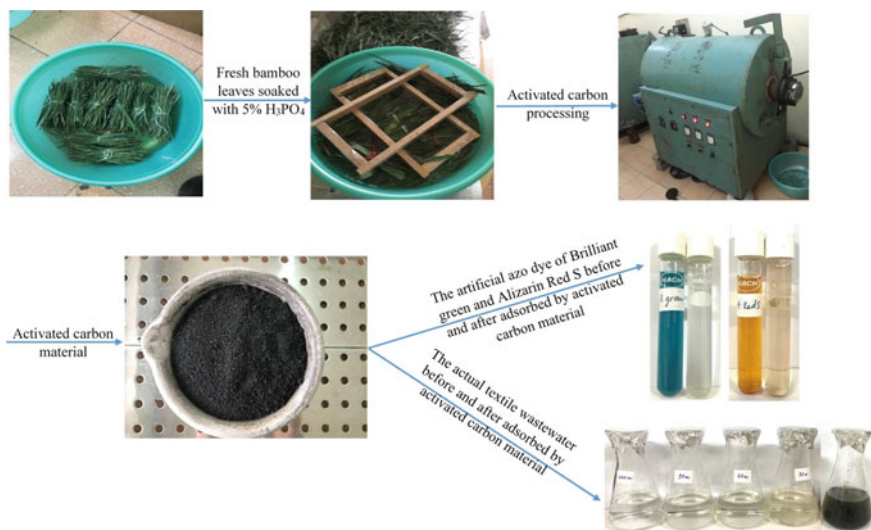 Fresh bamboo
leaves soaked
with 5% H₃PO₄
Activated carbon
processing
Activated carbon
material
The artificial azo dye of Brilliant
green and Alizarin Red S before
and after adsorbed by activated
carbon material
HACH
HACH
The actual textile wastewater
before and after adsorbed by
activated carbon material